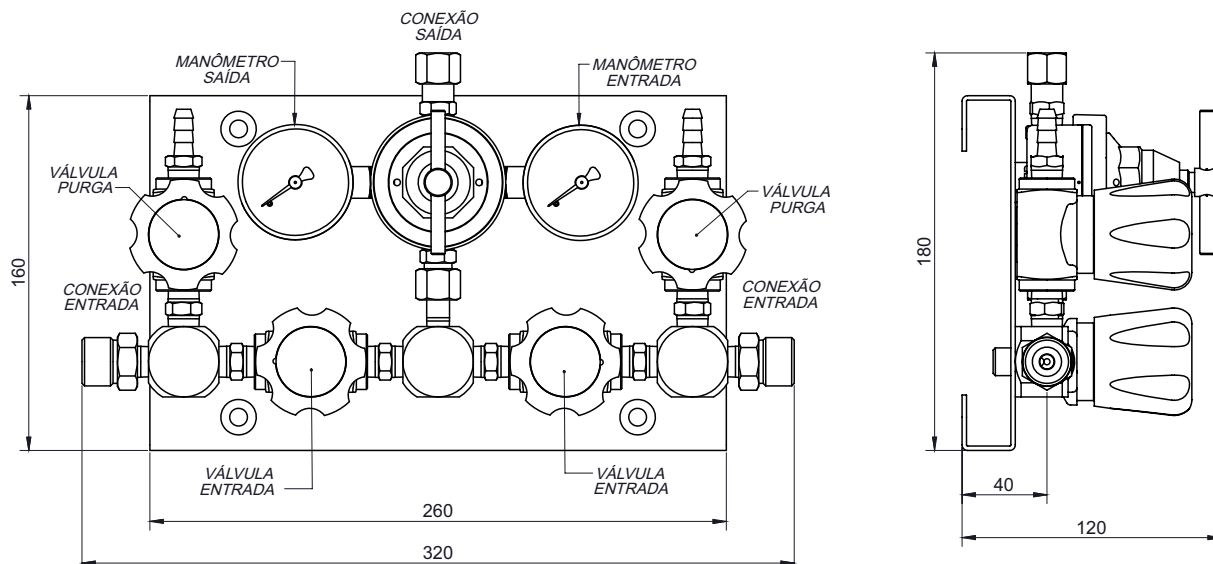 CONEXÃO
SAÍDA
MANÔMETRO
SAÍDA
MANÔMETRO
ENTRADA
VÁLVULA
PURGA
VÁLVULA
PURGA
160
180
CONEXÃO
ENTRADA
CONEXÃO
ENTRADA
VÁLVULA
ENTRADA
VÁLVULA
ENTRADA
40
260
120
320